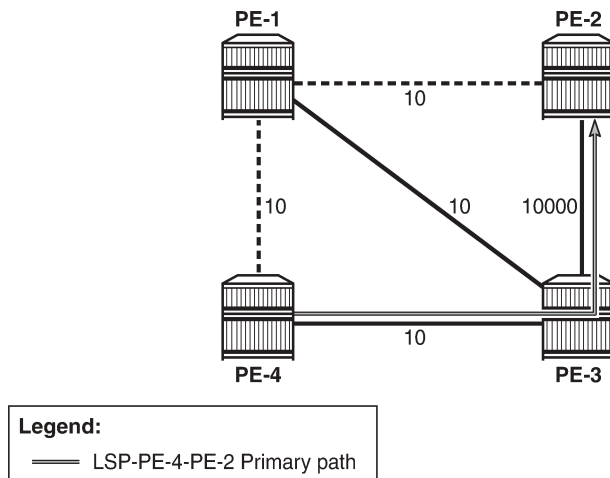 PE-1
PE-2
10
10
10
10000
10
PE-4
PE-3
Legend:
LSP-PE-4-PE-2 Primary path